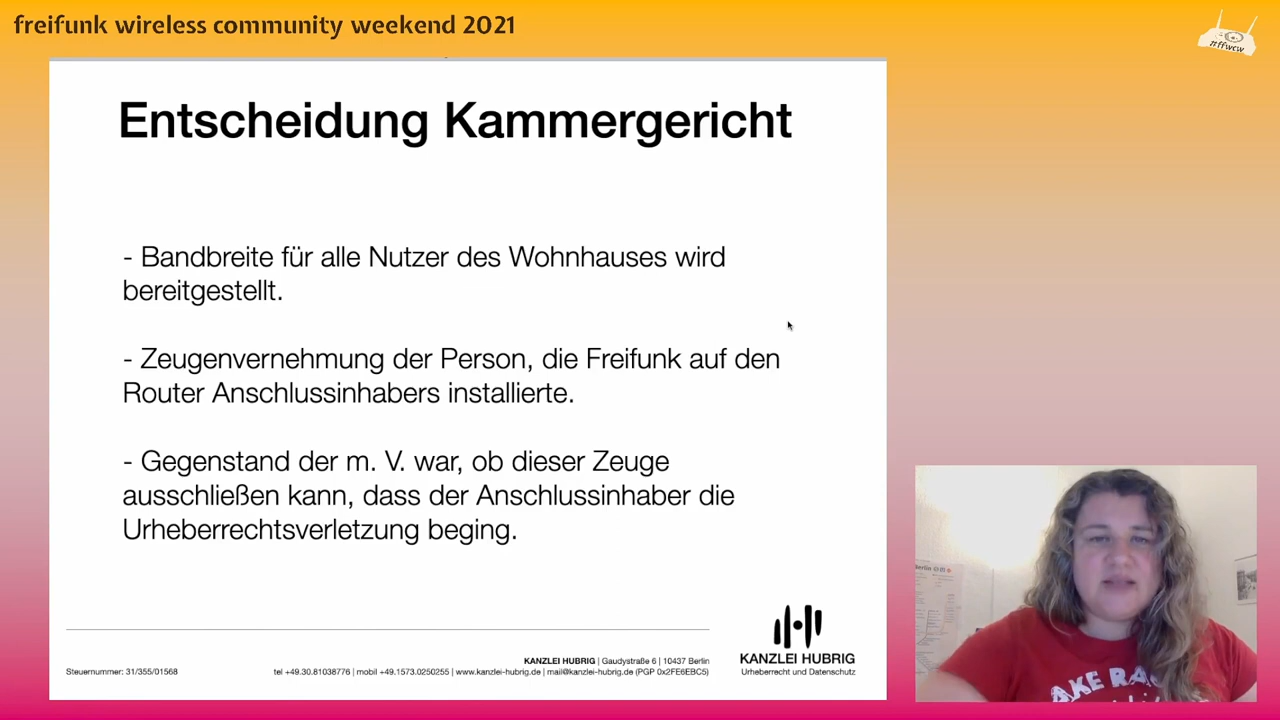 freifunk wireless community weekend 2021
#ffwcw
Entscheidung Kammergericht
- Bandbreite für alle Nutzer des Wohnhauses wird
bereitgestellt.
- Zeugenvernehmung der Person, die Freifunk auf den
Router Anschlussinhabers installierte.
- Gegenstand der m. V. war, ob dieser Zeuge
ausschließen kann, dass der Anschlussinhaber die
Urheberrechtsverletzung beging.
KANZLEI HUBRIG | Gaudystraße 6 | 10437 Berlin
Steuernummer: 31/355/01568
tel +49.30.81038776 | mobil +49.1573.0250255 | www.kanzlei-hubrig.de | mail@kanzlei-hubrig.de (PGP 0x2FE6EBC5)
KANZLEI HUBRIG
Urheberrecht und Datenschutz